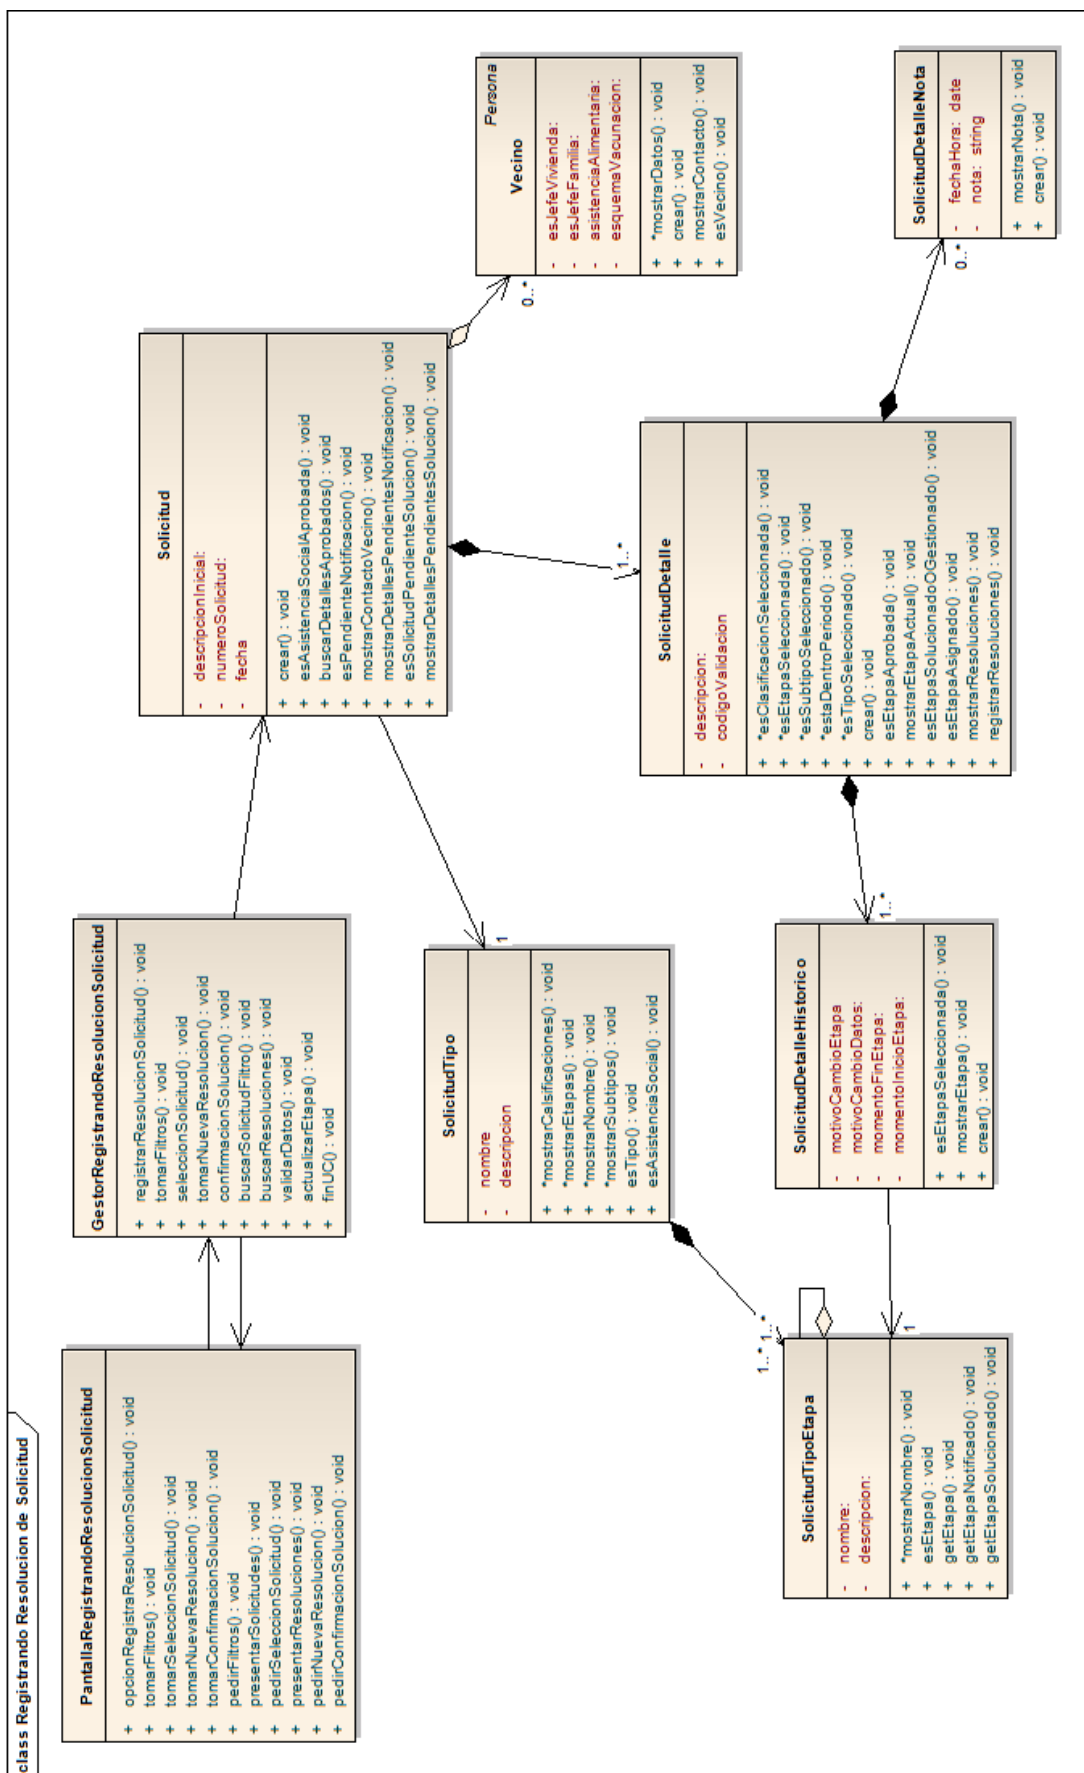 class Registrando Resolucion de Solicitud
PantallaRegistrandoResolucionSolicitud
+ opcionRegistraResolucionSolicitud() : void
+ tomarFiltros() : void
+ tomarSeleccionSolicitud() : void
+ tomarNuevaResolucion() : void
+ tomarConfirmacionSolucion() : void
+ pedirFiltros() : void
+ presentarSolicitudes() : void
+ pedirSeleccionSolicitud() : void
+ presentarResoluciones() : void
+ pedirNuevaResolucion() : void
+ pedirConfirmacionSolucion() : void
GestorRegistrandoResolucionSolicitud
+ registrarResolucionSolicitud() : void
+ tomarFiltros() : void
+ seleccionSolicitud() : void
+ tomarNuevaResolucion() : void
+ confirmacionSolucion() : void
+ buscarSolicitudFiltro() : void
+ buscarResoluciones() : void
+ validarDatos() : void
+ actualizarEtapa() : void
+ finUC() : void
Solicitud
- descripcionInicial:
- numeroSolicitud:
- fecha
+ crear() : void
+ esAsistenciaSocialAprobada() : void
+ buscarDetallesAprobados() : void
+ esPendienteNotificacion() : void
+ mostrarContactoVecino() : void
+ mostrarDetallesPendientesNotificacion() : void
+ esSolicitudPendienteSolucion() : void
+ mostrarDetallesPendientesSolucion() : void
Persona
Vecino
- esJefeVivienda:
- esJefeFamilia:
- asistenciaAlimentaria:
- esquemaVacunacion:
+ *mostrarDatos() : void
+ crear() : void
+ mostrarContacto() : void
+ esVecino() : void
0..*
SolicitudTipo
- nombre
- descripcion
+ *mostrarCalsificaciones() : void
+ *mostrarEtapas() : void
+ *mostrarNombre() : void
+ *mostrarSubtipos() : void
+ esTipo() : void
+ esAsistenciaSocial() : void
1
SolicitudDetalle
- descripcion:
- codigoValidacion
+ *esClasificacionSeleccionada() : void
+ *esEtapaSeleccionada() : void
+ *esSubtipoSeleccionado() : void
+ *estaDentroPeriodo() : void
+ *esTipoSeleccionado() : void
+ crear() : void
+ esEtapaAprobada() : void
+ mostrarEtapaActual() : void
+ esEtapaSolucionadoOGestionado() : void
+ esEtapaAsignado() : void
+ mostrarResoluciones() : void
+ registrarResoluciones() : void
1..*
SolicitudTipoEtapa
- nombre:
- descripcion:
+ *mostrarNombre() : void
+ esEtapa() : void
+ getEtapa() : void
+ getEtapaNotificado() : void
+ getEtapaSolucionado() : void
1..* 1..*
1
SolicitudDetalleHistorico
- motivoCambioEtapa
- motivoCambioDatos:
- momentoFinEtapa:
- momentoInicioEtapa:
+ esEtapaSeleccionada() : void
+ mostrarEtapa() : void
+ crear() : void
1..*
SolicitudDetalleNota
- fechaHora: date
- nota: string
+ mostrarNota() : void
+ crear() : void
0..*